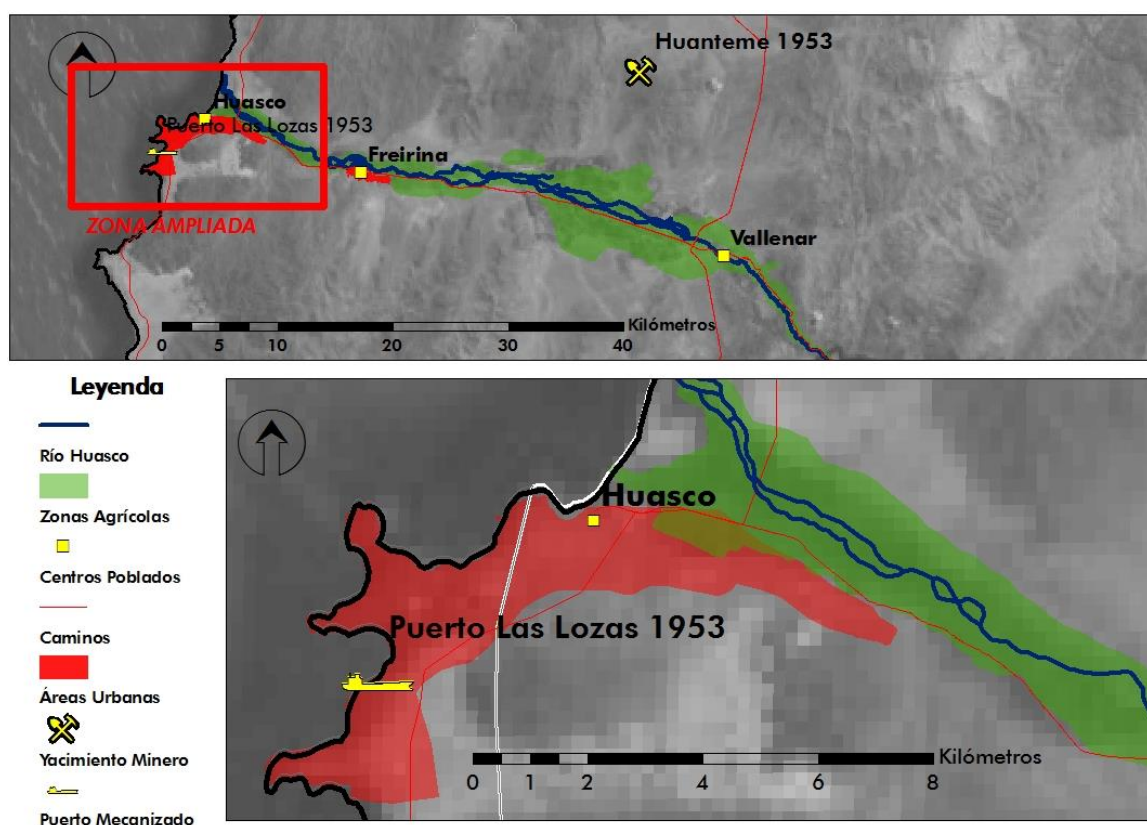 Huanteme 1953
Huasco
Puerto Las Lozas 1953
Freirina
ZONA AMPLIADA
Vallenar
Kilómetros
0 5 10 20 30 40
Leyenda
Río Huasco
Zonas Agrícolas
Centros Poblados
Caminos
Áreas Urbanas
Yacimiento Minero
Puerto Mecanizado
Huasco
Puerto Las Lozas 1953
Kilómetros
0 1 2 4 6 8